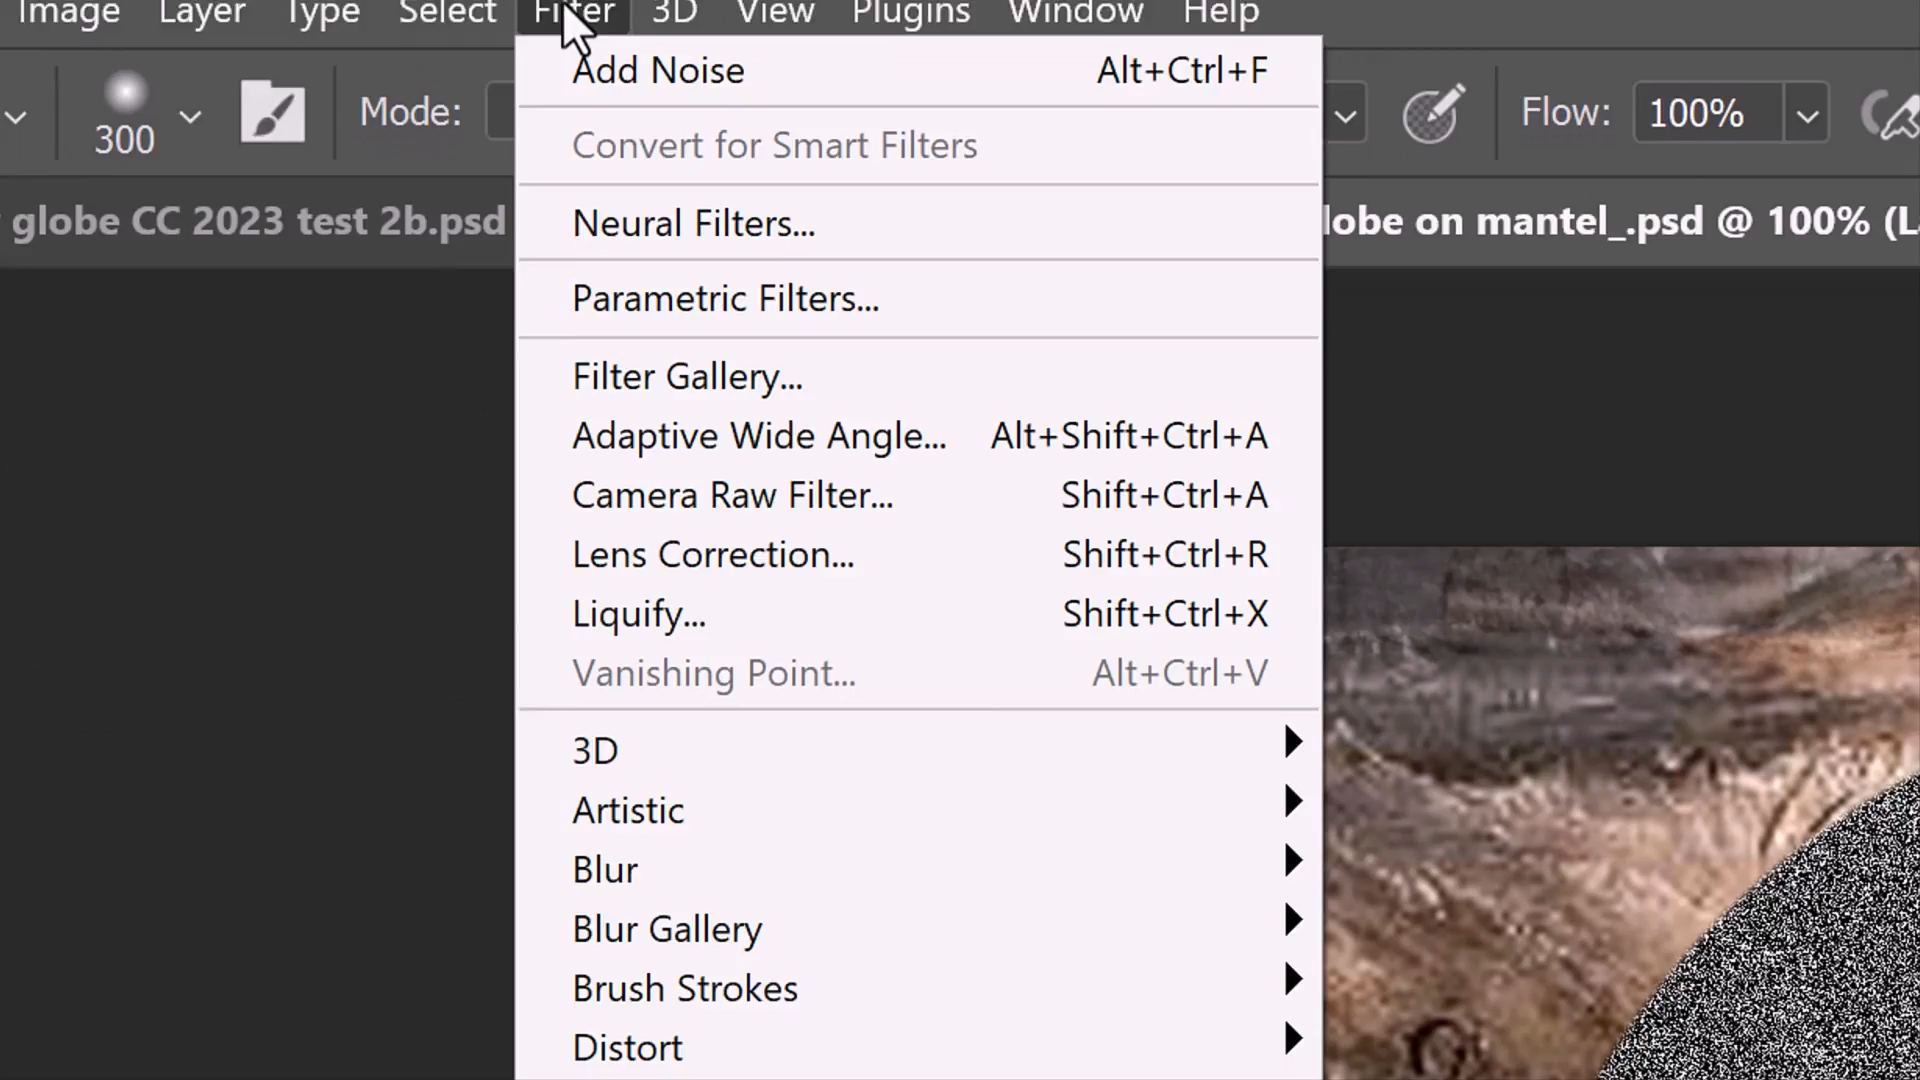 Image Layer Type Select Filter 3D View Plugins Window Help
300 Mode: Flow: 100%
globe CC 2023 test 2b.psd
lobe on mantel_.psd @ 100% (L
Add Noise Alt+Ctrl+F
Convert for Smart Filters
Neural Filters...
Parametric Filters...
Filter Gallery...
Adaptive Wide Angle... Alt+Shift+Ctrl+A
Camera Raw Filter... Shift+Ctrl+A
Lens Correction... Shift+Ctrl+R
Liquify... Shift+Ctrl+X
Vanishing Point... Alt+Ctrl+V
3D
Artistic
Blur
Blur Gallery
Brush Strokes
Distort